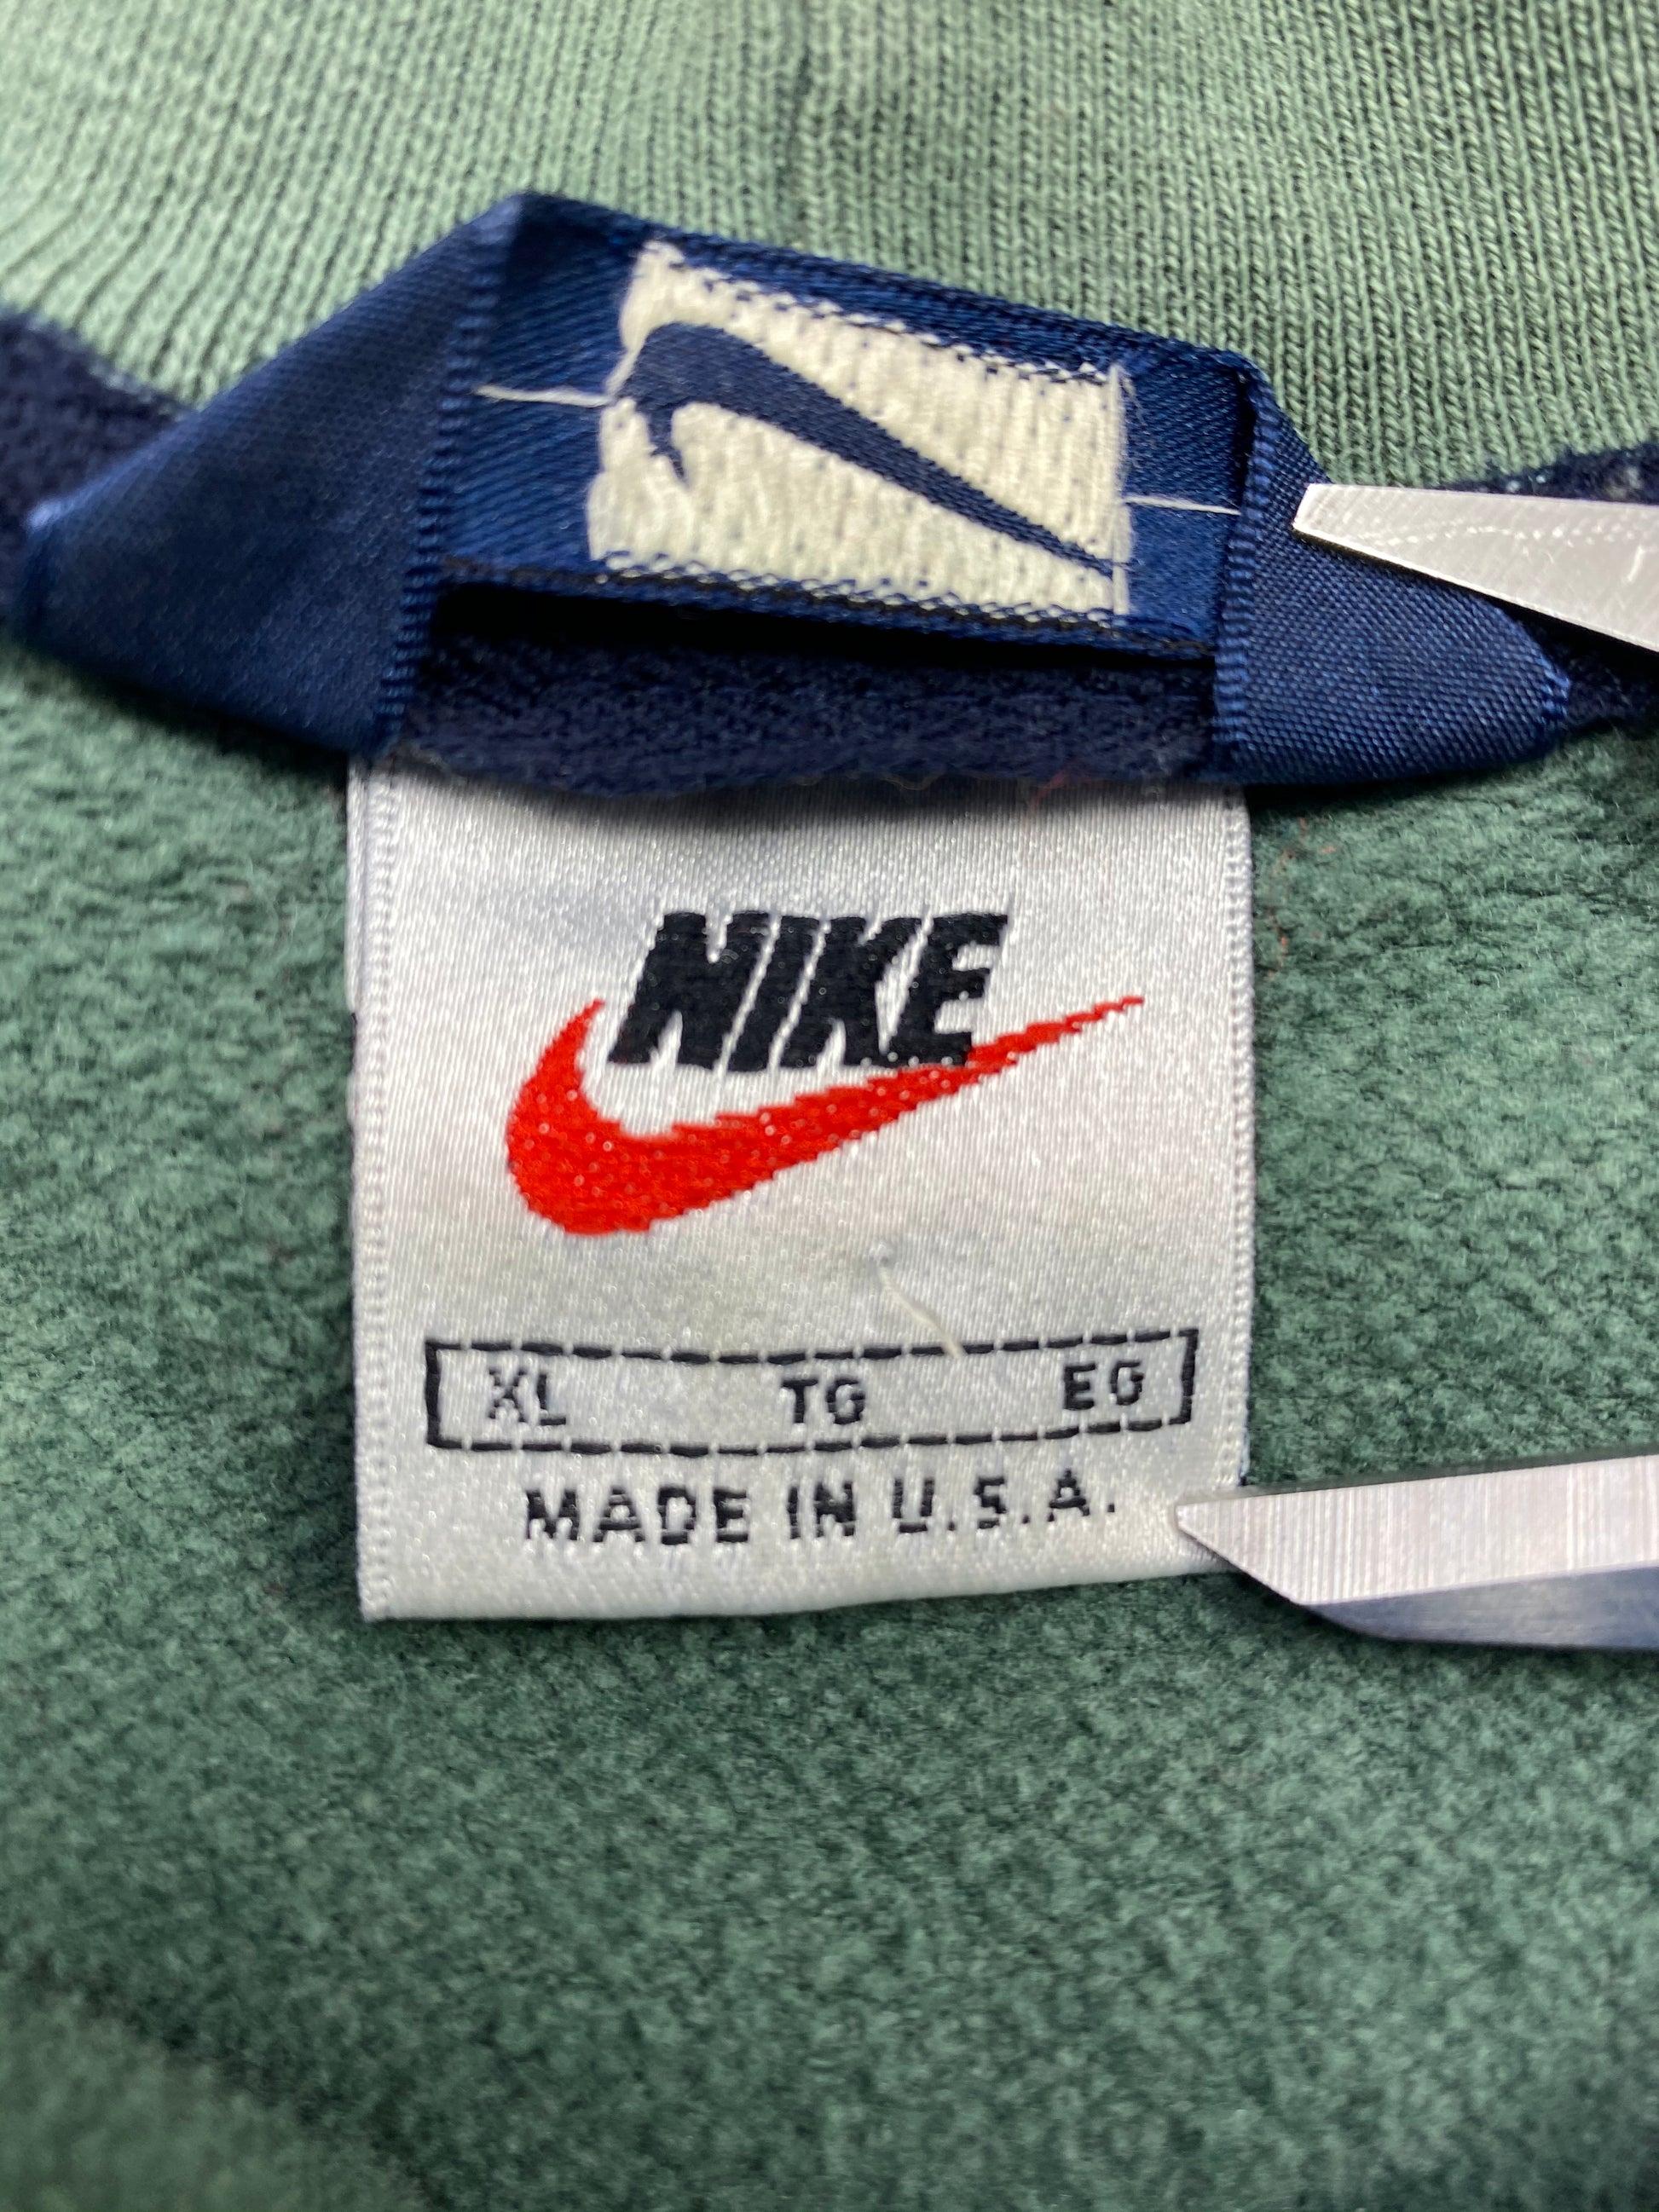 NIKE
XL TG EG
MADE IN U.S.A.